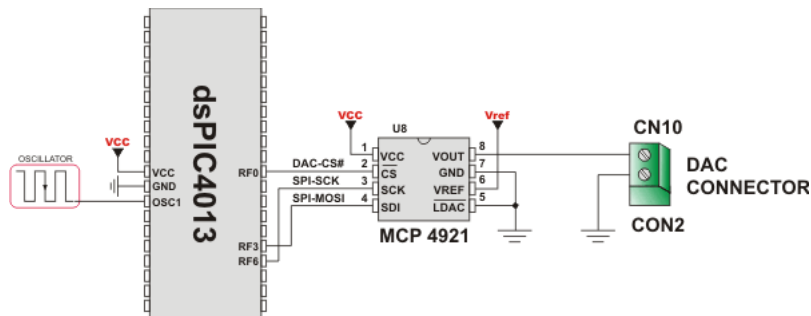 OSCILLATOR
VCC
VCC
GND
OSC1
dsPIC4013
RF0
RF3
RF6
DAC-CS#
SPI-SCK
SPI-MOSI
VCC
U8
Vref
1 VCC VOUT 8
2 CS GND 7
3 SCK VREF 6
4 SDI LDAC 5
MCP 4921
CN10
DAC
CONNECTOR
CON2